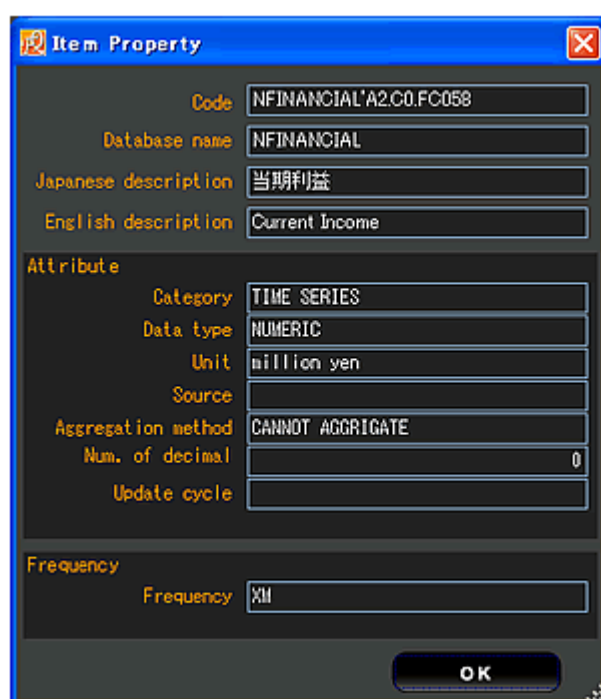 Item Property
Code NFINANCIAL'A2.C0.FC058
Database name NFINANCIAL
Japanese description 当期利益
English description Current Income
Attribute
Category TIME SERIES
Data type NUMERIC
Unit million yen
Source
Aggregation method CANNOT AGGRIGATE
Num. of decimal 0
Update cycle
Frequency
Frequency XM
OK